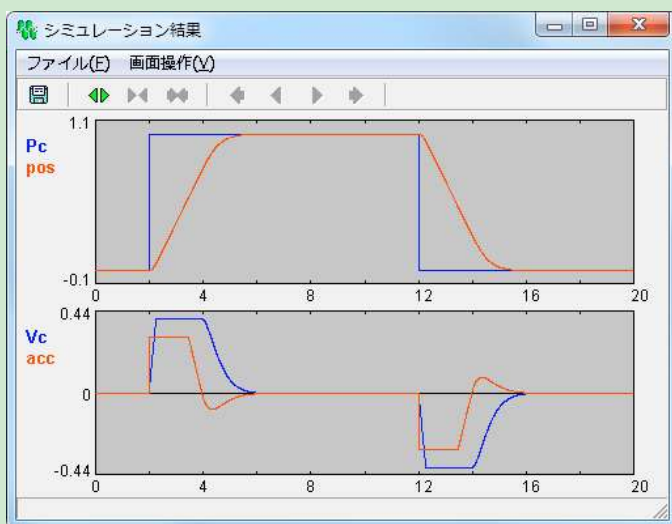 シミュレーション結果
ファイル(F) 画面操作(V)
1.1
Pc
pos
-0.1
0 4 8 12 16 20
0.44
Vc
acc
0
-0.44
0 4 8 12 16 20